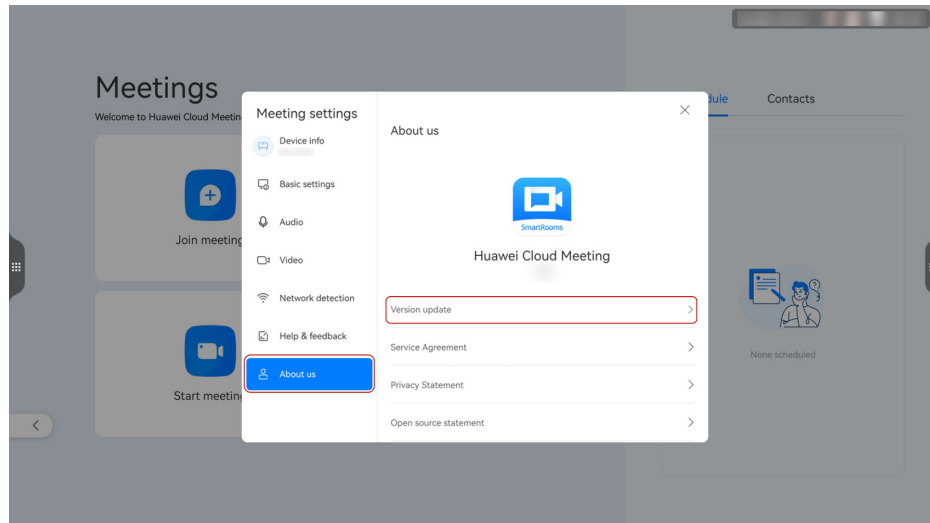 Meetings
Welcome to Huawei Cloud Meetin
Join meeting
Start meetin
Meeting settings
Device info
Basic settings
Audio
Video
Network detection
Help & feedback
About us
About us
SmartRooms
Huawei Cloud Meeting
Version update
Service Agreement
Privacy Statement
Open source statement
dule
Contacts
None scheduled